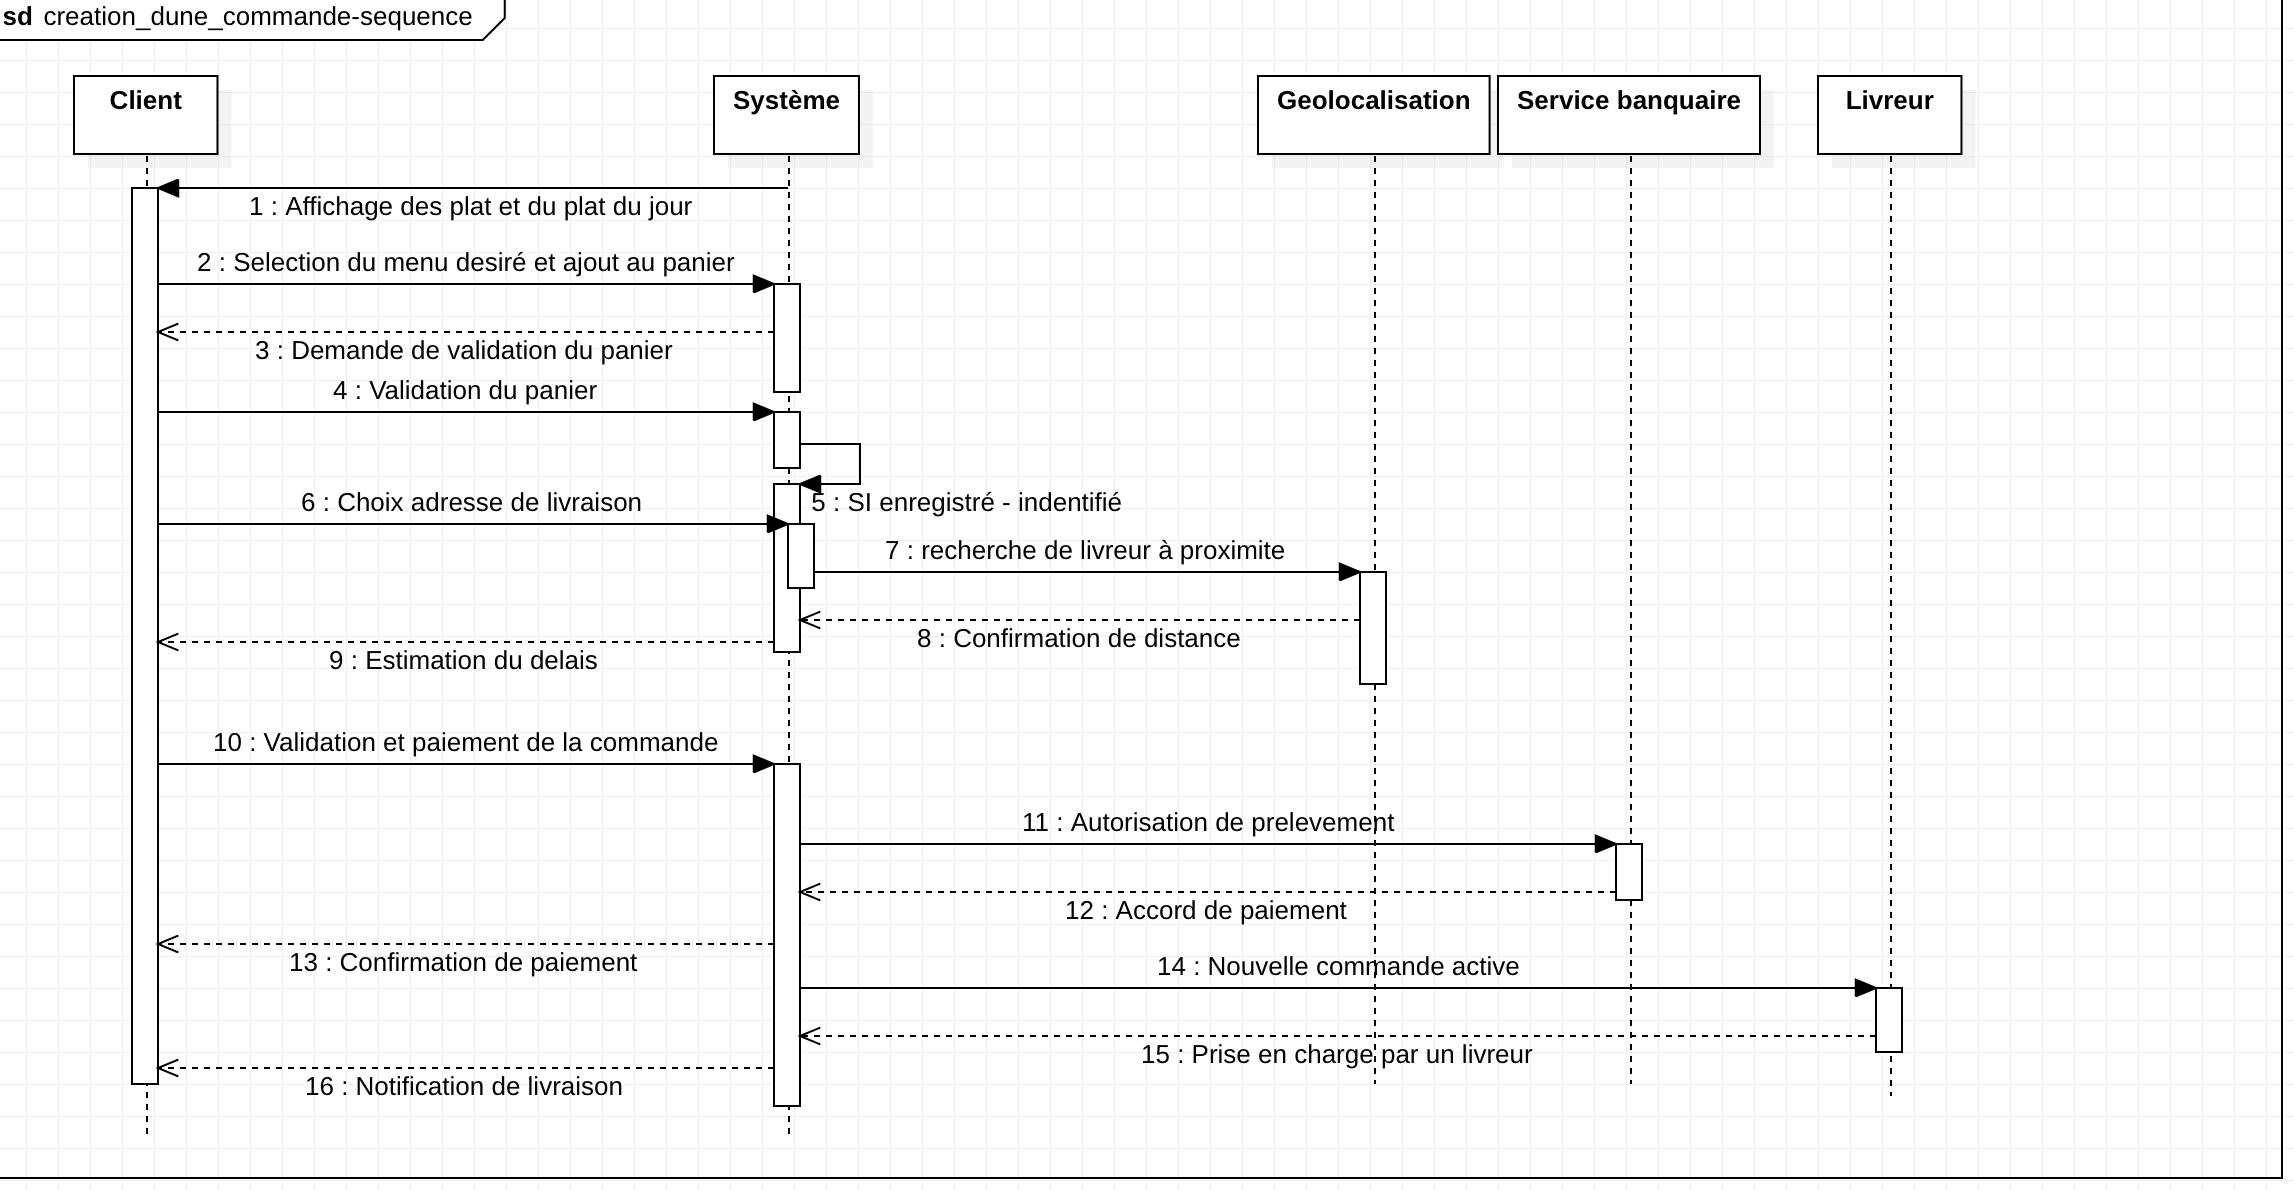 sd creation_dune_commande-sequence
Client
Système
Geolocalisation
Service banquaire
Livreur
1 : Affichage des plat et du plat du jour
2 : Selection du menu desiré et ajout au panier
3 : Demande de validation du panier
4 : Validation du panier
5 : SI enregistré - indentifié
6 : Choix adresse de livraison
7 : recherche de livreur à proximite
8 : Confirmation de distance
9 : Estimation du delais
10 : Validation et paiement de la commande
11 : Autorisation de prelevement
12 : Accord de paiement
13 : Confirmation de paiement
14 : Nouvelle commande active
15 : Prise en charge par un livreur
16 : Notification de livraison